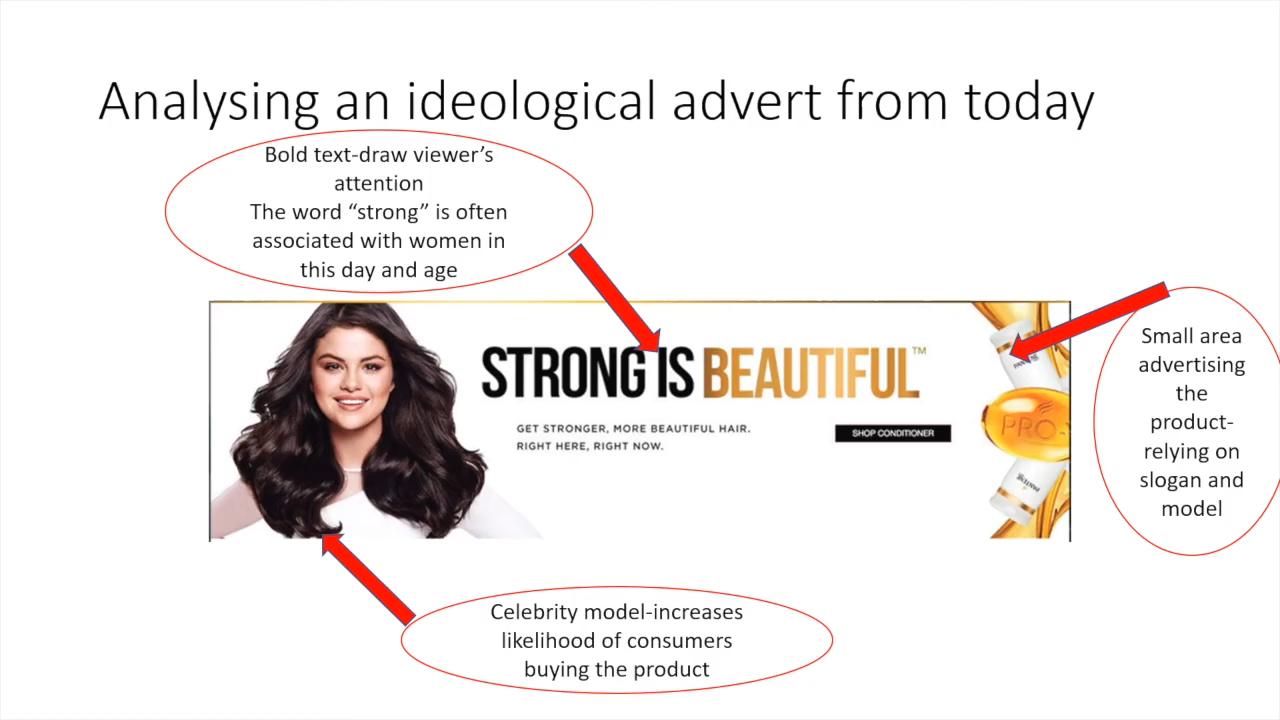 Analysing an ideological advert from today
Bold text-draw viewer’s
attention
The word “strong” is often
associated with women in
this day and age
STRONG IS BEAUTIFUL™
GET STRONGER, MORE BEAUTIFUL HAIR.
RIGHT HERE, RIGHT NOW.
SHOP CONDITIONER
PANTENE
PRO-
PANTENE
Small area
advertising
the
product-
relying on
slogan and
model
Celebrity model-increases
likelihood of consumers
buying the product